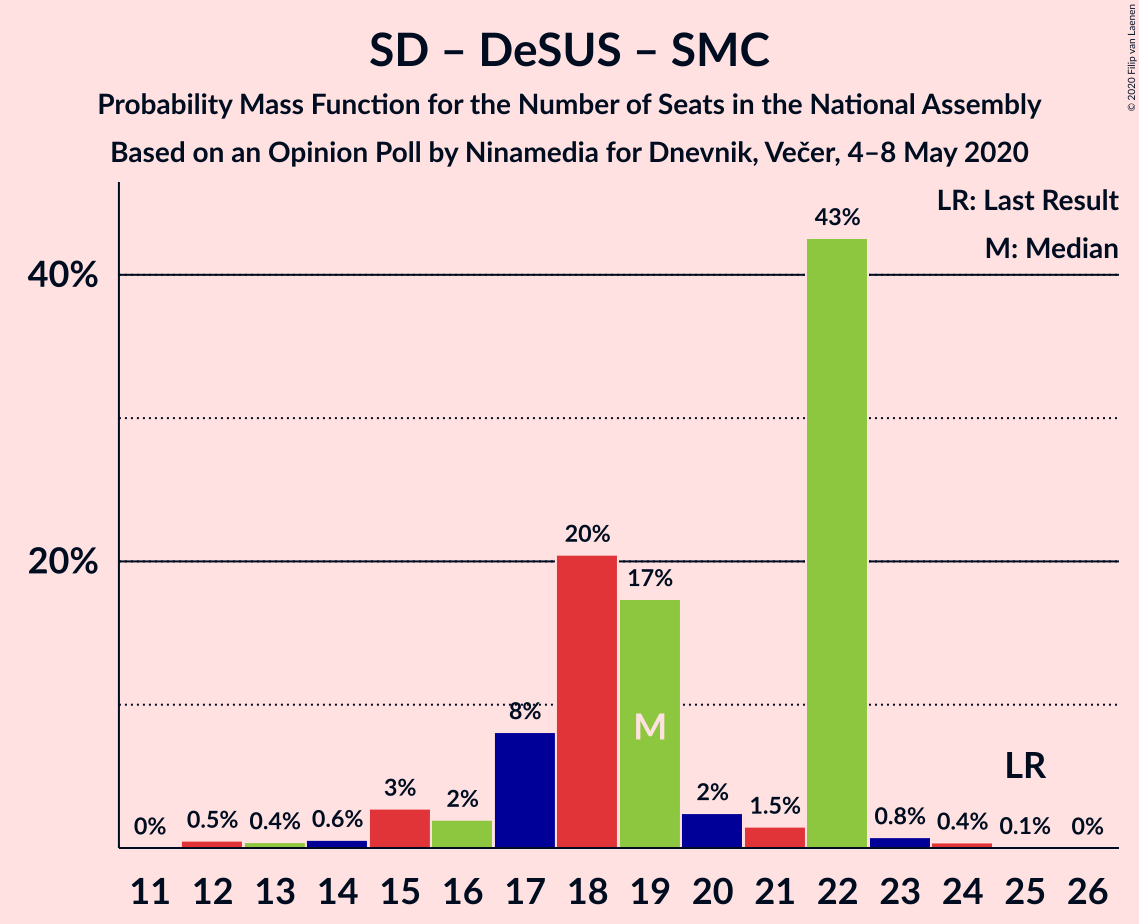 SD – DeSUS – SMC
Probability Mass Function for the Number of Seats in the National Assembly
Based on an Opinion Poll by Ninamedia for Dnevnik, Večer, 4–8 May 2020
© 2020 Filip van Laenen
LR: Last Result
M: Median
40%
20%
0%
0.5%
0.4%
0.6%
3%
2%
8%
20%
17%
2%
1.5%
43%
0.8%
0.4%
0.1%
0%
M
LR
11 12 13 14 15 16 17 18 19 20 21 22 23 24 25 26